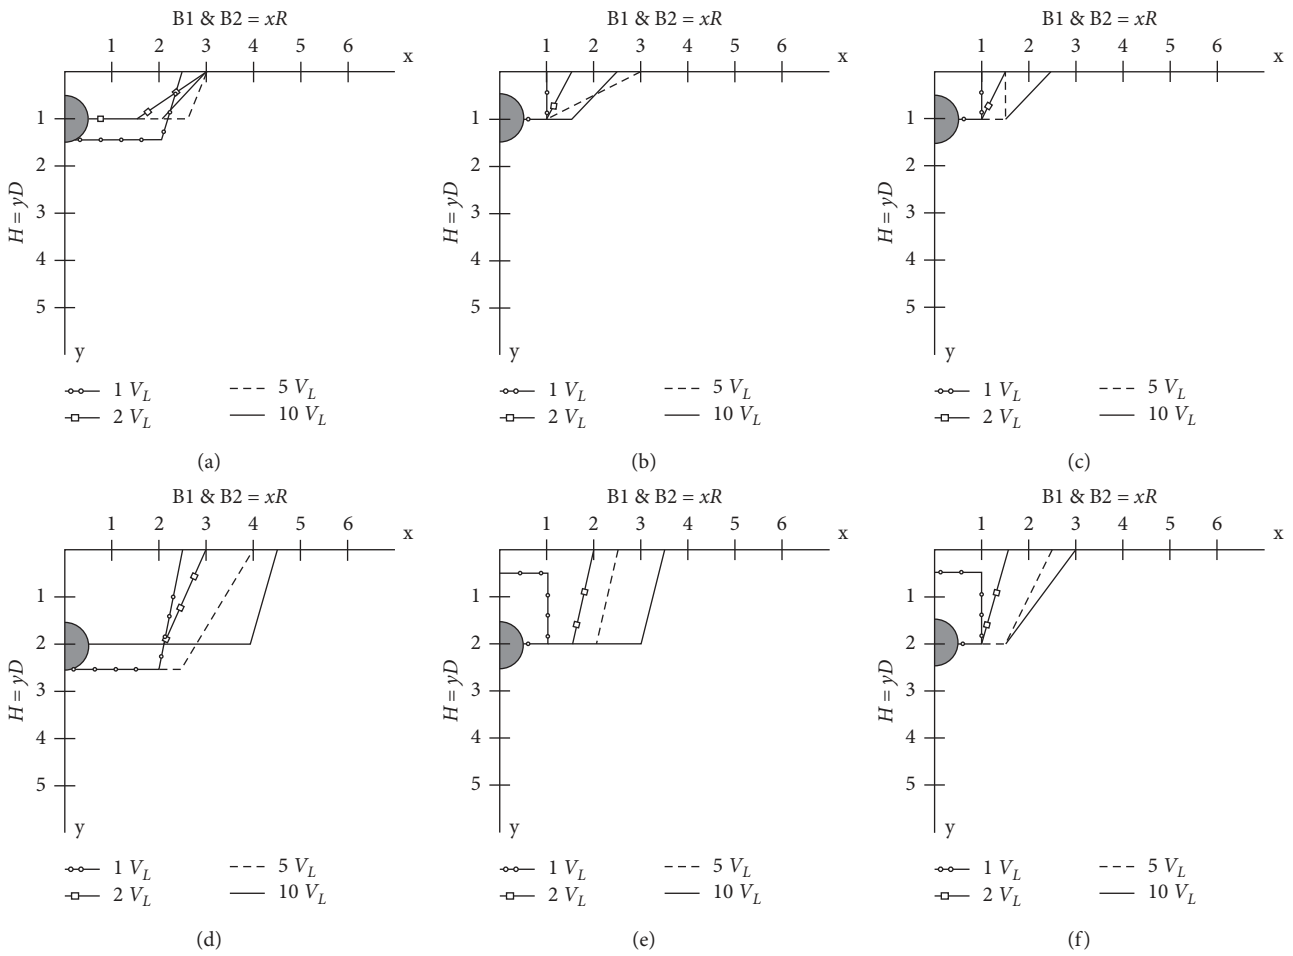 B1 & B2 = xR
1 2 3 4 5 6 x
1
2
3
4
5
H = yD
y
1 V_L
2 V_L
5 V_L
10 V_L
(a)
B1 & B2 = xR
1 2 3 4 5 6 x
1
2
3
4
5
H = yD
y
1 V_L
2 V_L
5 V_L
10 V_L
(b)
B1 & B2 = xR
1 2 3 4 5 6 x
1
2
3
4
5
H = yD
y
1 V_L
2 V_L
5 V_L
10 V_L
(c)
B1 & B2 = xR
1 2 3 4 5 6 x
1
2
3
4
5
H = yD
y
1 V_L
2 V_L
5 V_L
10 V_L
(d)
B1 & B2 = xR
1 2 3 4 5 6 x
1
2
3
4
5
H = yD
y
1 V_L
2 V_L
5 V_L
10 V_L
(e)
B1 & B2 = xR
1 2 3 4 5 6 x
1
2
3
4
5
H = yD
y
1 V_L
2 V_L
5 V_L
10 V_L
(f)